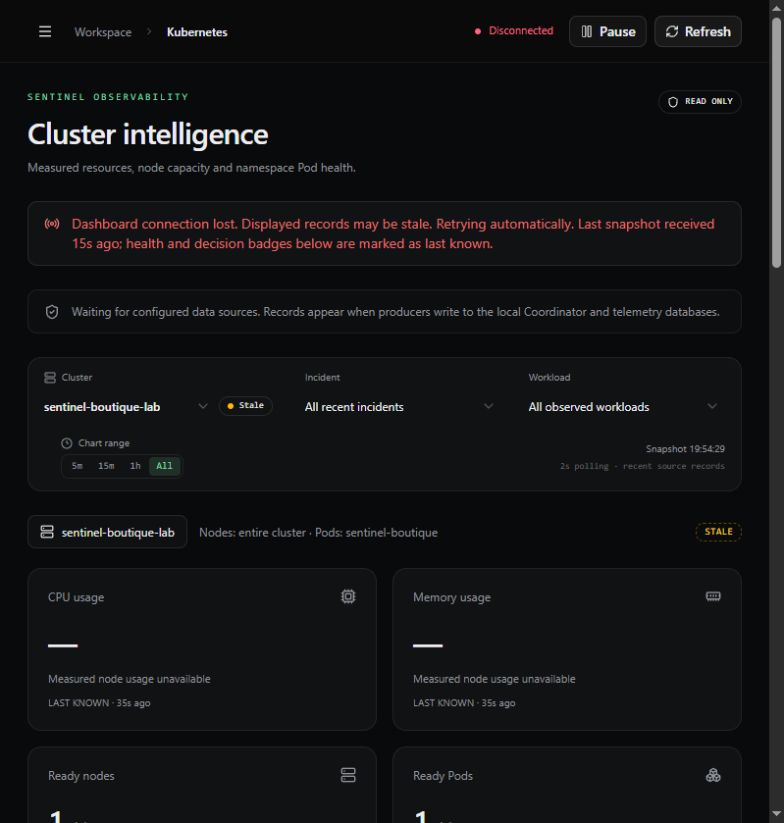 Workspace > Kubernetes
Disconnected
Pause
Refresh
SENTINEL OBSERVABILITY
READ ONLY
Cluster intelligence
Measured resources, node capacity and namespace Pod health.
Dashboard connection lost. Displayed records may be stale. Retrying automatically. Last snapshot received
15s ago; health and decision badges below are marked as last known.
Waiting for configured data sources. Records appear when producers write to the local Coordinator and telemetry databases.
Cluster
sentinel-boutique-lab
Stale
Incident
All recent incidents
Workload
All observed workloads
Chart range
5m 15m 1h All
Snapshot 19:54:29
2s polling · recent source records
sentinel-boutique-lab
Nodes: entire cluster · Pods: sentinel-boutique
STALE
CPU usage
—
Measured node usage unavailable
LAST KNOWN · 35s ago
Memory usage
—
Measured node usage unavailable
LAST KNOWN · 35s ago
Ready nodes
1
Ready Pods
1